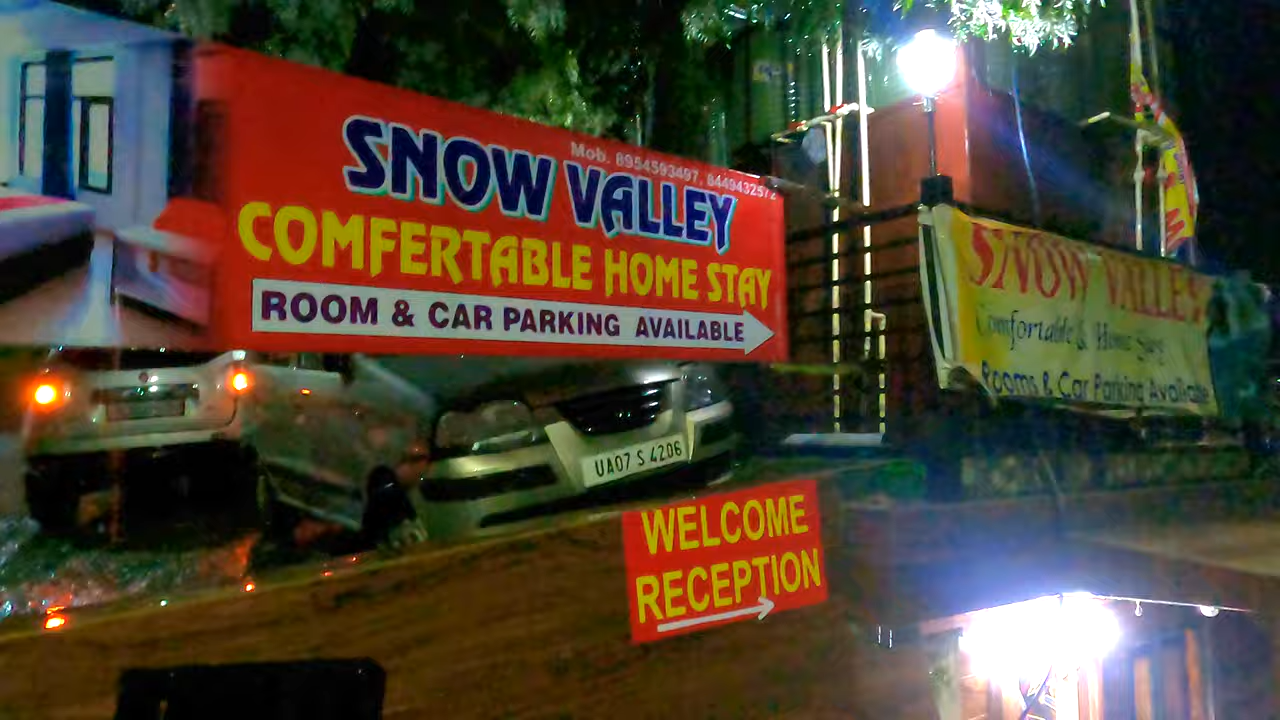 Mob. 8954593497, 8449432572
SNOW VALLEY
COMFERTABLE HOME STAY
ROOM & CAR PARKING AVAILABLE
SNOW VALLEY
Comfortable & Home Stay
Rooms & Car Parking Available
UA07 S 4206
WELCOME
RECEPTION